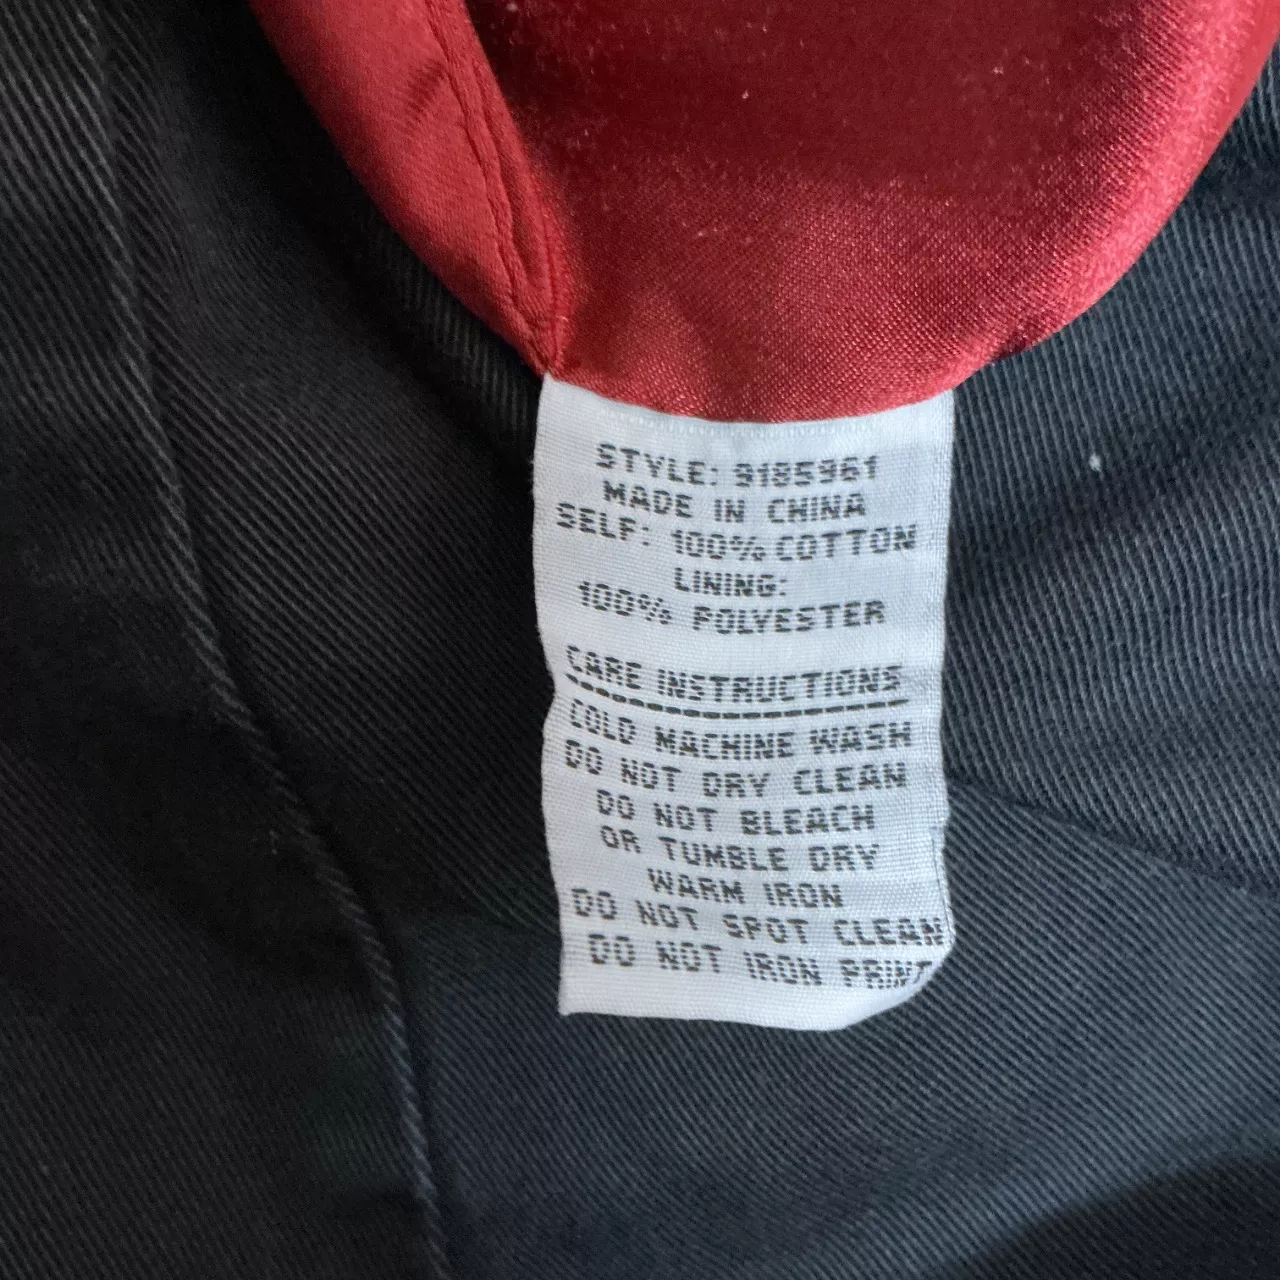 STYLE: 9185961
MADE IN CHINA
SELF: 100% COTTON
LINING:
100% POLYESTER
CARE INSTRUCTIONS
COLD MACHINE WASH
DO NOT DRY CLEAN
DO NOT BLEACH
OR TUMBLE DRY
WARM IRON
DO NOT SPOT CLEAN
DO NOT IRON PRINT